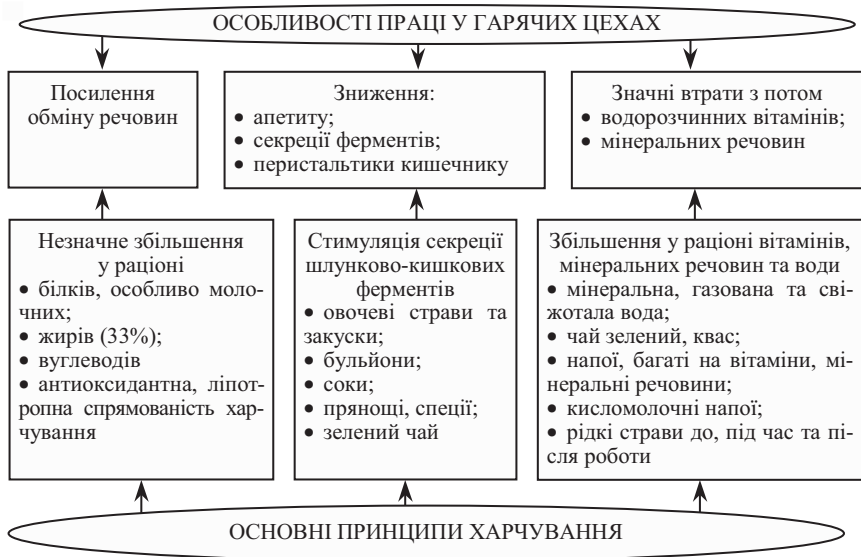 ОСОБЛИВОСТІ ПРАЦІ У ГАРЯЧИХ ЦЕХАХ
Посилення
обміну речовин
Зниження:
• апетиту;
• секреції ферментів;
• перистальтики кишечнику
Значні втрати з потом
• водорозчинних вітамінів;
• мінеральних речовин
Незначне збільшення
у раціоні
• білків, особливо моло-
чних;
• жирів (33%);
• вуглеводів
• антиоксидантна, ліпот-
ропна спрямованість хар-
чування
Стимуляція секреції
шлунково-кишкових
ферментів
• овочеві страви та
закуски;
• бульйони;
• соки;
• прянощі, спеції;
• зелений чай
Збільшення у раціоні вітамінів,
мінеральних речовин та води
• мінеральна, газована та сві-
жотала вода;
• чай зелений, квас;
• напої, багаті на вітаміни, мі-
неральні речовини;
• кисломолочні напої;
• рідкі страви до, під час та пі-
сля роботи
ОСНОВНІ ПРИНЦИПИ ХАРЧУВАННЯ